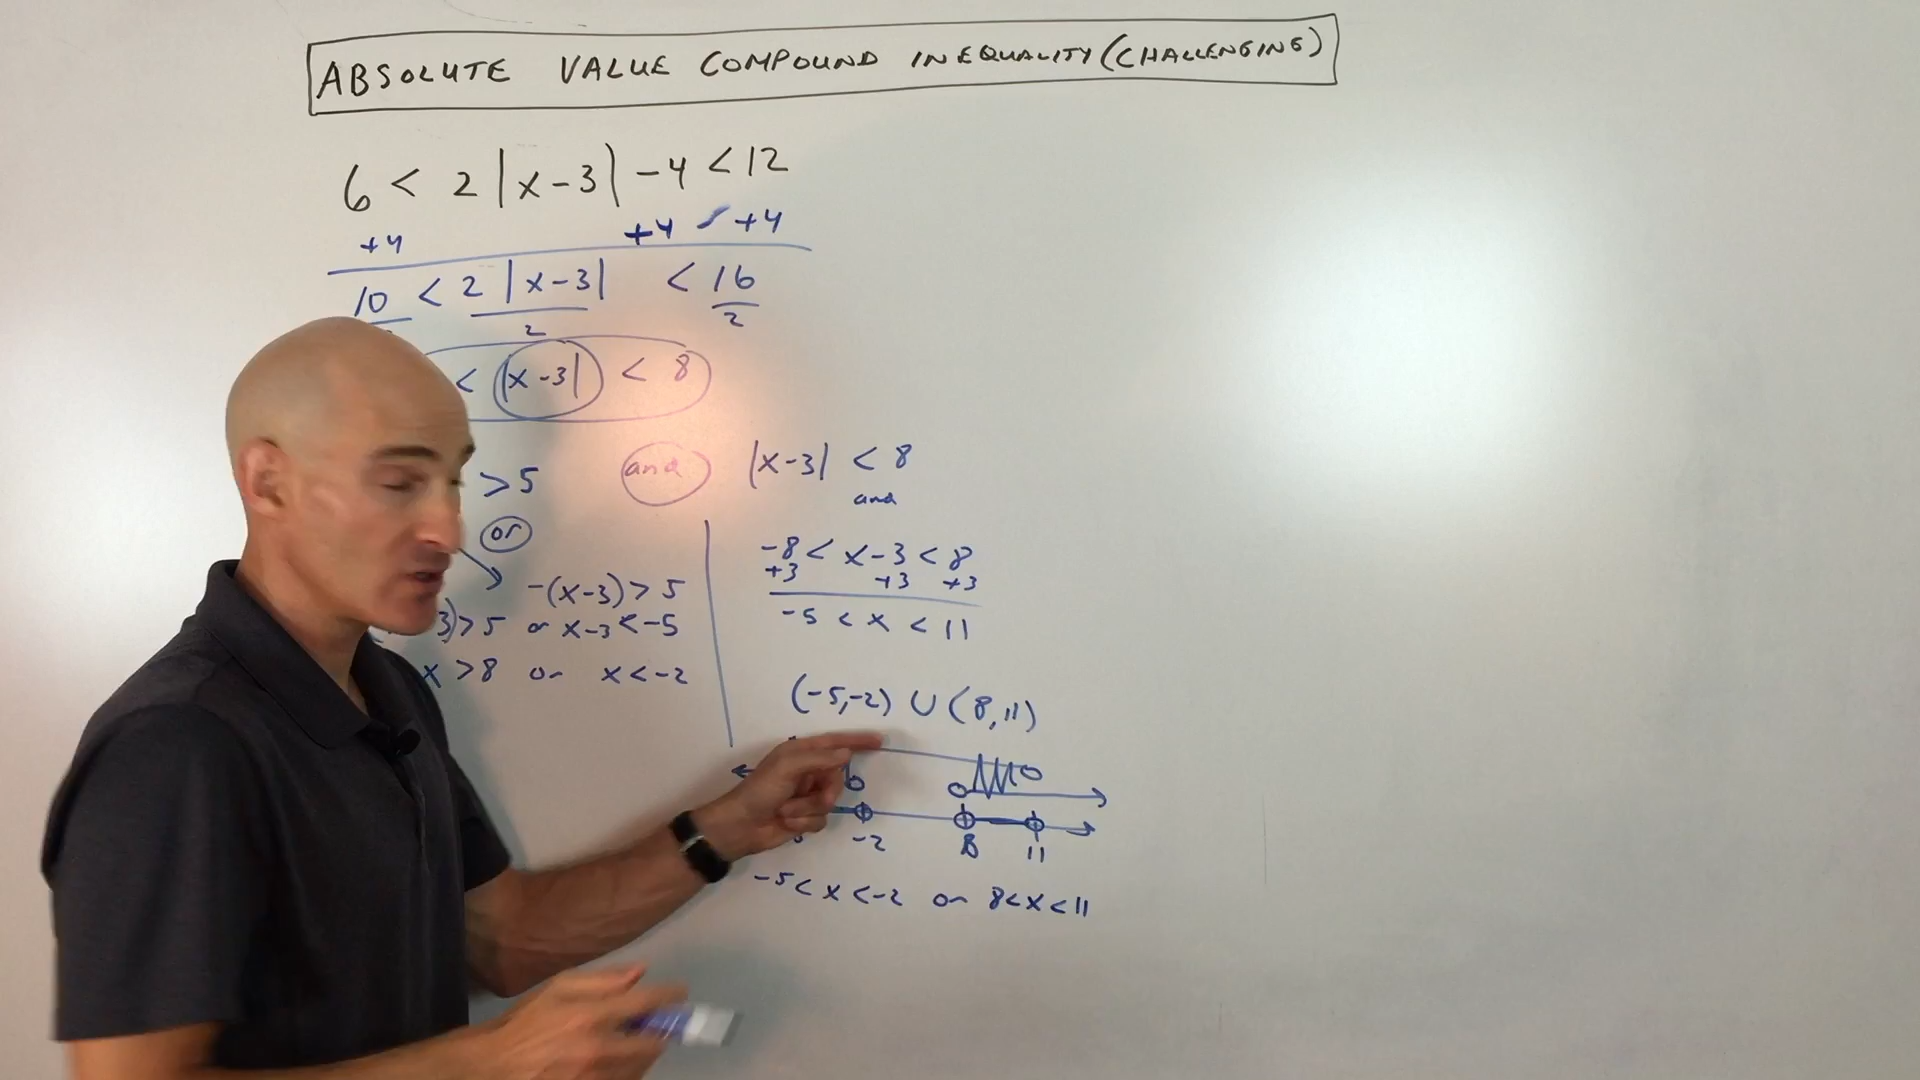 ABSOLUTE VALUE COMPOUND INEQUALITY (CHALLENGING)
6 < 2 |x-3| -4 < 12
+4 +4 +4
10 < 2 |x-3| < 16
2 2
< |x-3| < 8
>5 and |x-3| < 8
or and
-(x-3) > 5
3)>5 or x-3 < -5
x >8 or x < -2
-8 < x-3 < 8
+3 +3 +3
-5 < x < 11
(-5,-2) ∪ (8,11)
-2 8 11
-5 < x < -2 or 8 < x < 11